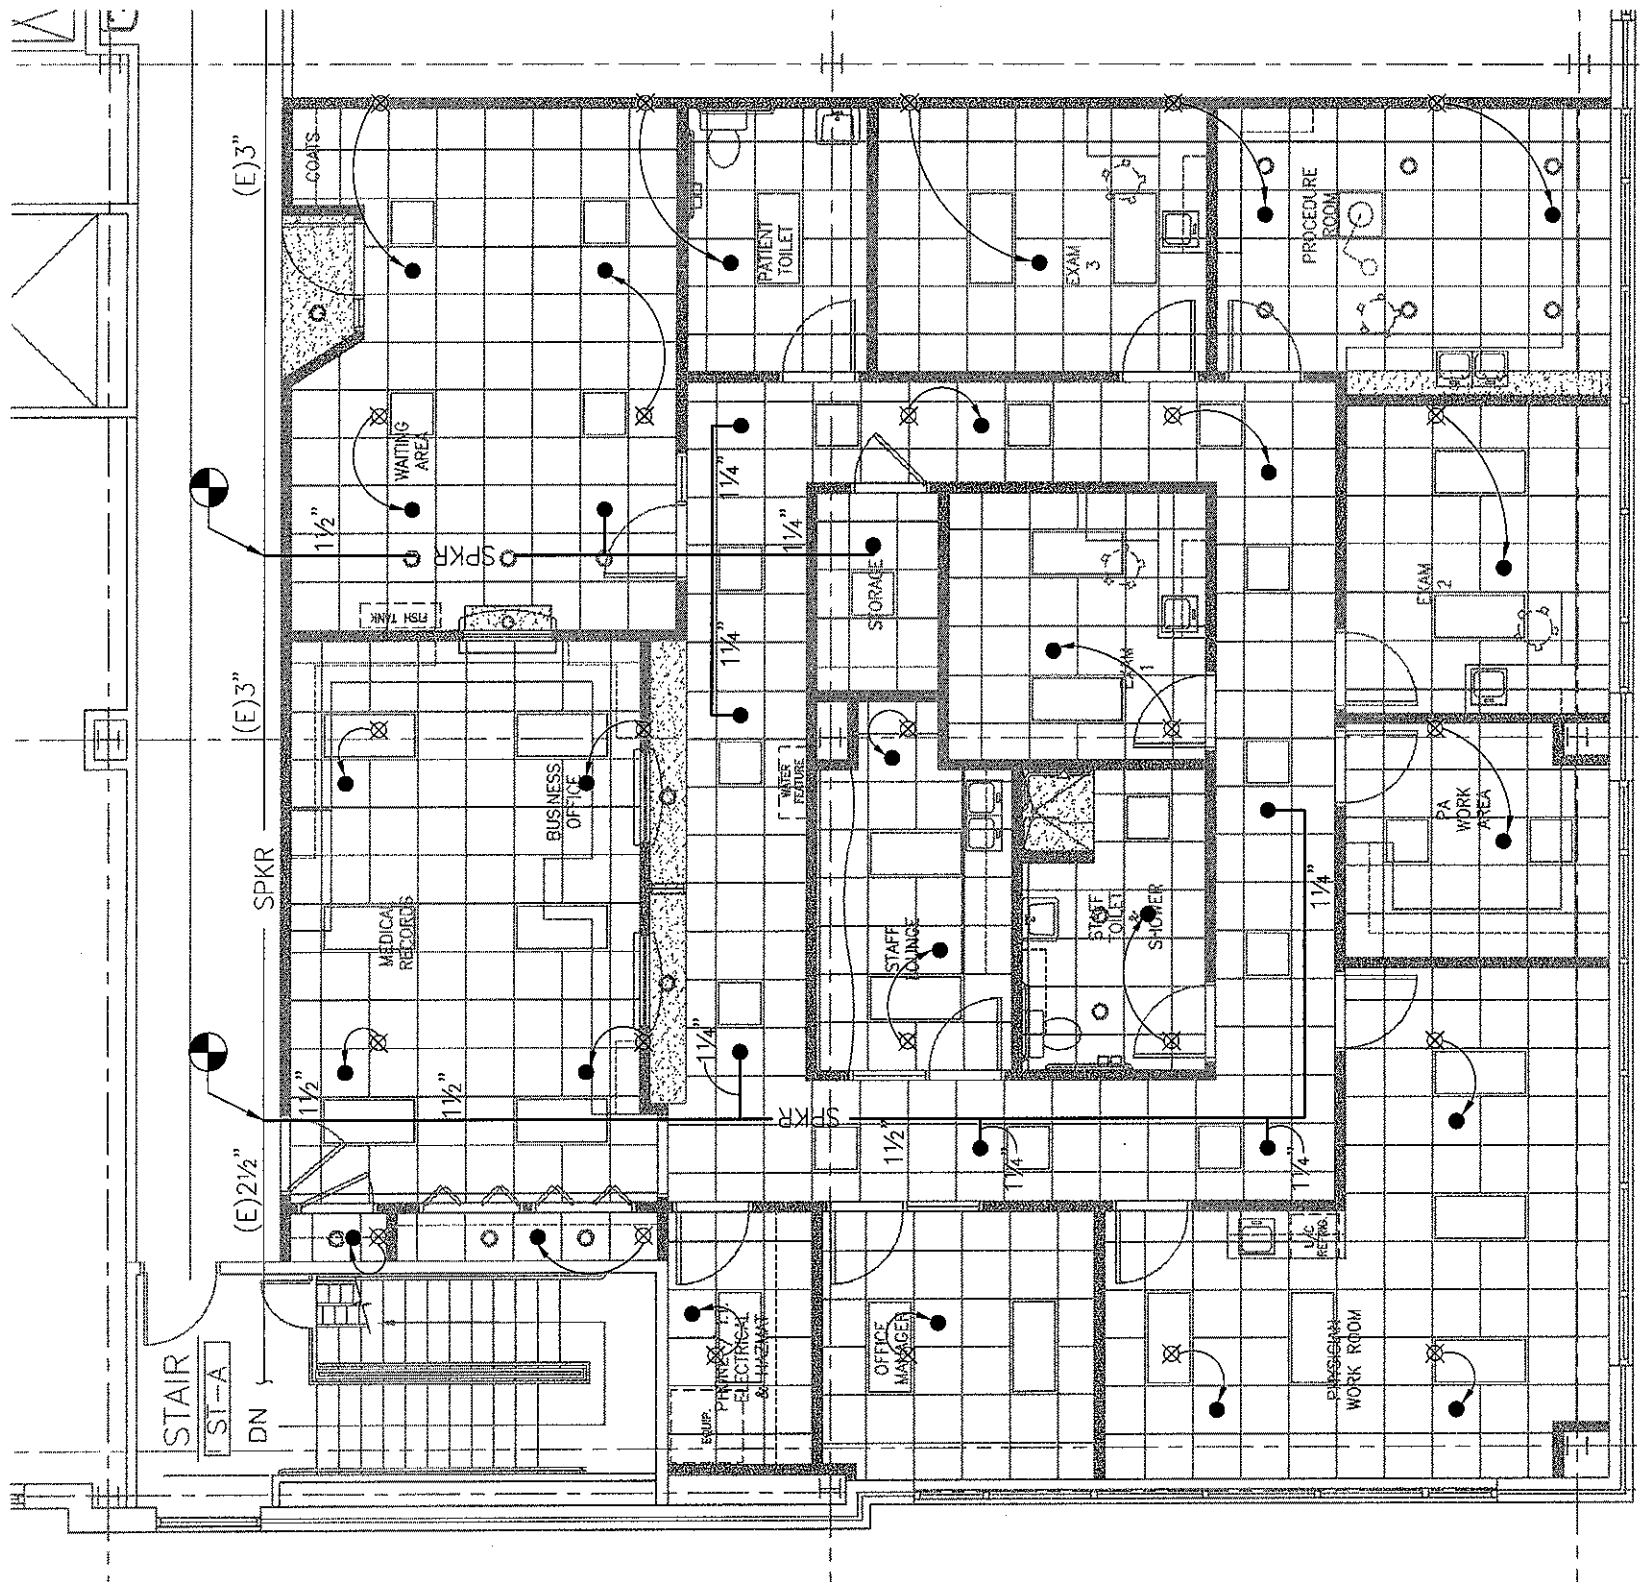 (E)3"
COATS
PATIENT
TOILET
EXAM
3
PROCEDURE
ROOM
WAITING
AREA
1¼"
1½"
SPKR
1¼"
STORAGE
EXAM
2
FISH TANK
1¼"
EXAM
1
(E)3"
WATER
FEATURE
BUSINESS
OFFICE
PA
WORK
AREA
SPKR
MEDICAL
RECORDS
STAFF
LOUNGE
STAFF
TOILET
&
SHOWER
1¼"
1½"
1½"
1¼"
SPKR
1½"
1¼"
1¼"
(E)2½"
U/C
REFRIG.
STAIR
ST-A
DN
EQUIP.
ELECTRICAL
& HAZMAT
OFFICE
MANAGER
PHYSICIAN
WORK ROOM